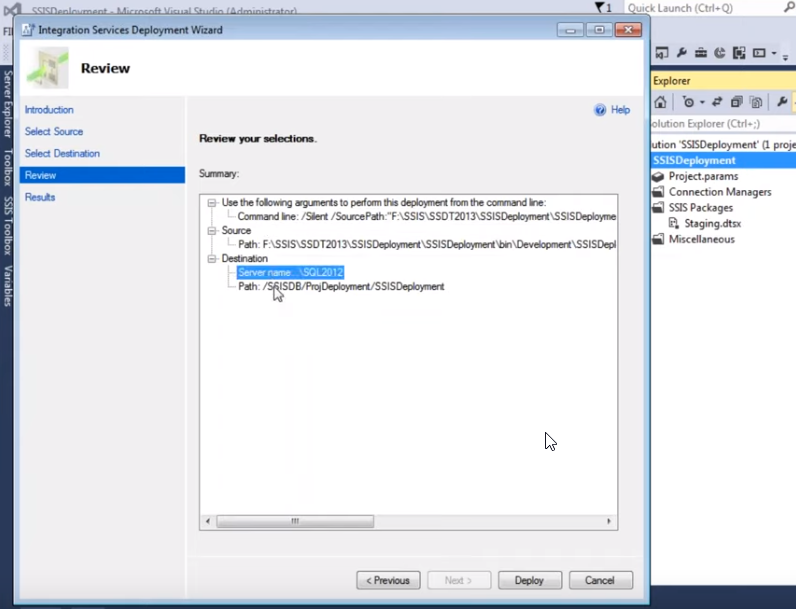 SSISDeployment - Microsoft Visual Studio (Administrator)
1
Quick Launch (Ctrl+Q)
Integration Services Deployment Wizard
Review
Introduction
Select Source
Select Destination
Review
Results
Help
Review your selections.
Summary:
Use the following arguments to perform this deployment from the command line:
Command line: /Silent /SourcePath:"F:\SSIS\SSDT2013\SSISDeployment\SSISDeployme
Source
Path: F:\SSIS\SSDT2013\SSISDeployment\SSISDeployment\bin\Development\SSISDepl
Destination
Server name: .\SQL2012
Path: /SSISDB/ProjDeployment/SSISDeployment
< Previous
Next >
Deploy
Cancel
Server Explorer
Toolbox
SSIS Toolbox
Variables
Explorer
olution Explorer (Ctrl+;)
ution 'SSISDeployment' (1 proje
SSISDeployment
Project.params
Connection Managers
SSIS Packages
Staging.dtsx
Miscellaneous